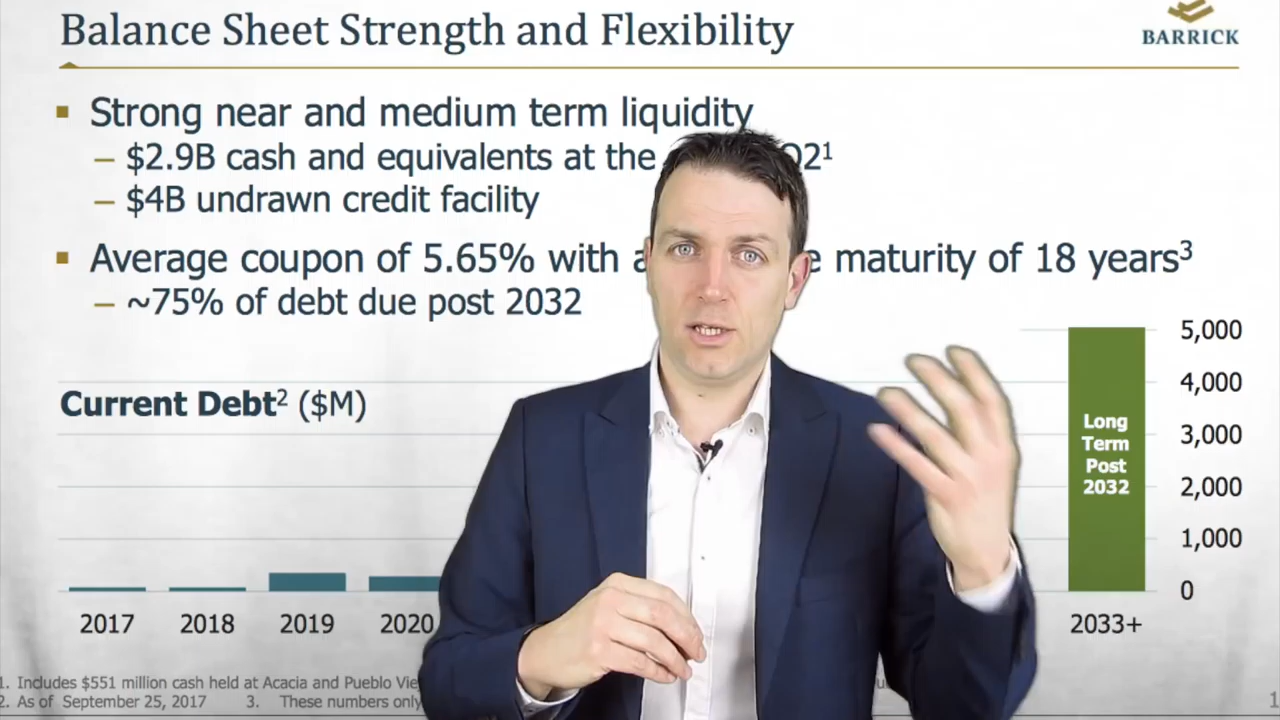 Balance Sheet Strength and Flexibility
BARRICK
▪ Strong near and medium term liquidity
– $2.9B cash and equivalents at the Q2¹
– $4B undrawn credit facility
▪ Average coupon of 5.65% with a maturity of 18 years³
– ~75% of debt due post 2032
Current Debt² ($M)
5,000
4,000
3,000
2,000
1,000
0
Long
Term
Post
2032
2017 2018 2019 2020 2033+
1. Includes $551 million cash held at Acacia and Pueblo
2. As of September 25, 2017 3. These numbers only